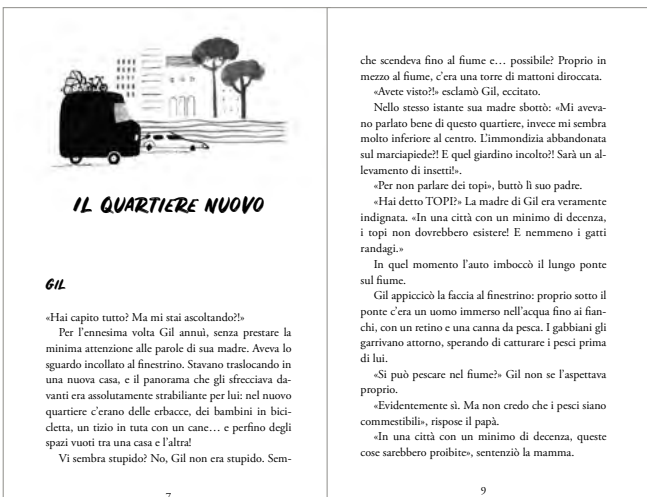 IL QUARTIERE NUOVO
GIL
«Hai capito tutto? Ma mi stai ascoltando?!»
Per l'ennesima volta Gil annuì, senza prestare la
minima attenzione alle parole di sua madre. Aveva lo
sguardo incollato al finestrino. Stavano traslocando in
una nuova casa, e il panorama che gli sfrecciava da-
vanti era assolutamente strabiliante per lui: nel nuovo
quartiere c'erano delle erbacce, dei bambini in bici-
cletta, un tizio in tuta con un cane… e perfino degli
spazi vuoti tra una casa e l'altra!
Vi sembra stupido? No, Gil non era stupido. Sem-
7
che scendeva fino al fiume e… possibile? Proprio in
mezzo al fiume, c'era una torre di mattoni diroccata.
«Avete visto?!» esclamò Gil, eccitato.
Nello stesso istante sua madre sbottò: «Mi aveva-
no parlato bene di questo quartiere, invece mi sembra
molto inferiore al centro. L'immondizia abbandonata
sul marciapiede?! E quel giardino incolto?! Sarà un al-
levamento di insetti!».
«Per non parlare dei topi», buttò lì suo padre.
«Hai detto TOPI?» La madre di Gil era veramente
indignata. «In una città con un minimo di decenza,
i topi non dovrebbero esistere! E nemmeno i gatti
randagi.»
In quel momento l'auto imboccò il lungo ponte
sul fiume.
Gil appiccicò la faccia al finestrino: proprio sotto il
ponte c'era un uomo immerso nell'acqua fino ai fian-
chi, con un retino e una canna da pesca. I gabbiani gli
garrivano attorno, sperando di catturare i pesci prima
di lui.
«Si può pescare nel fiume?» Gil non se l'aspettava
proprio.
«Evidentemente sì. Ma non credo che i pesci siano
commestibili», rispose il papà.
«In una città con un minimo di decenza, queste
cose sarebbero proibite», sentenziò la mamma.
9